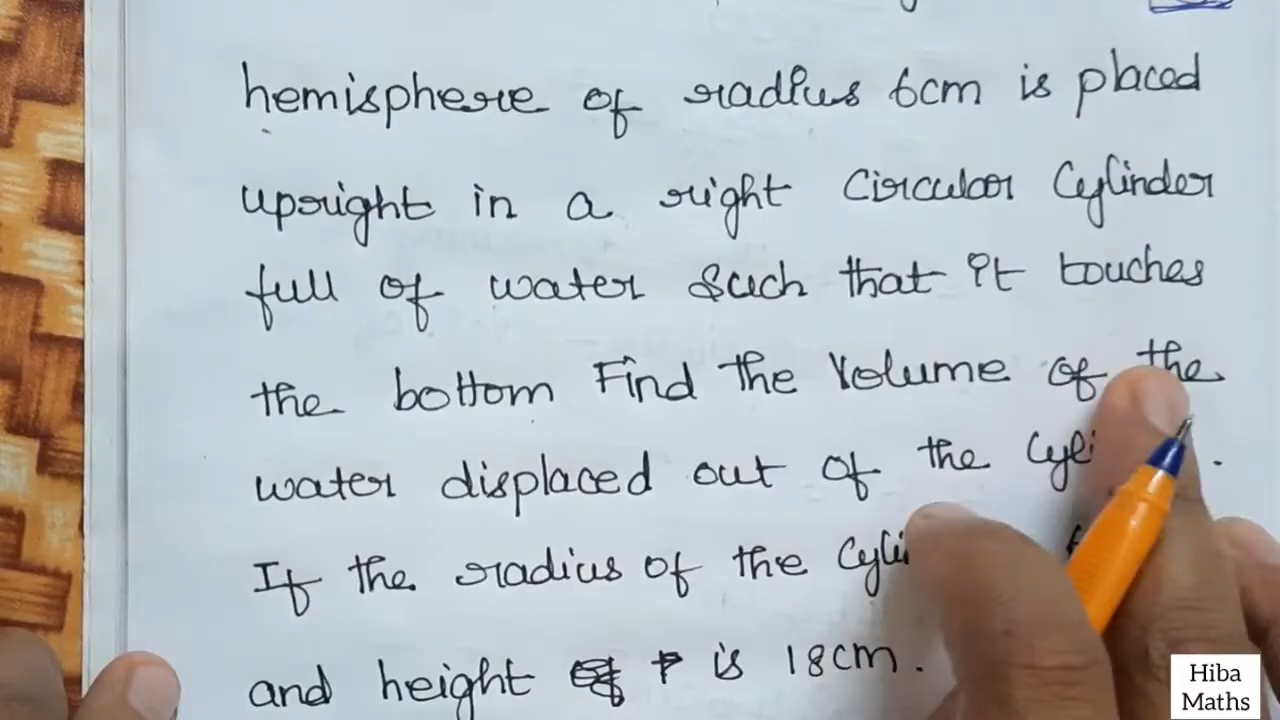 hemisphere of radius 6cm is placed
upright in a right Circular Cylinder
full of water such that it touches
the bottom Find the Volume of the
water displaced out of the
If the radius of the
and height is 18cm.
Hiba
Maths